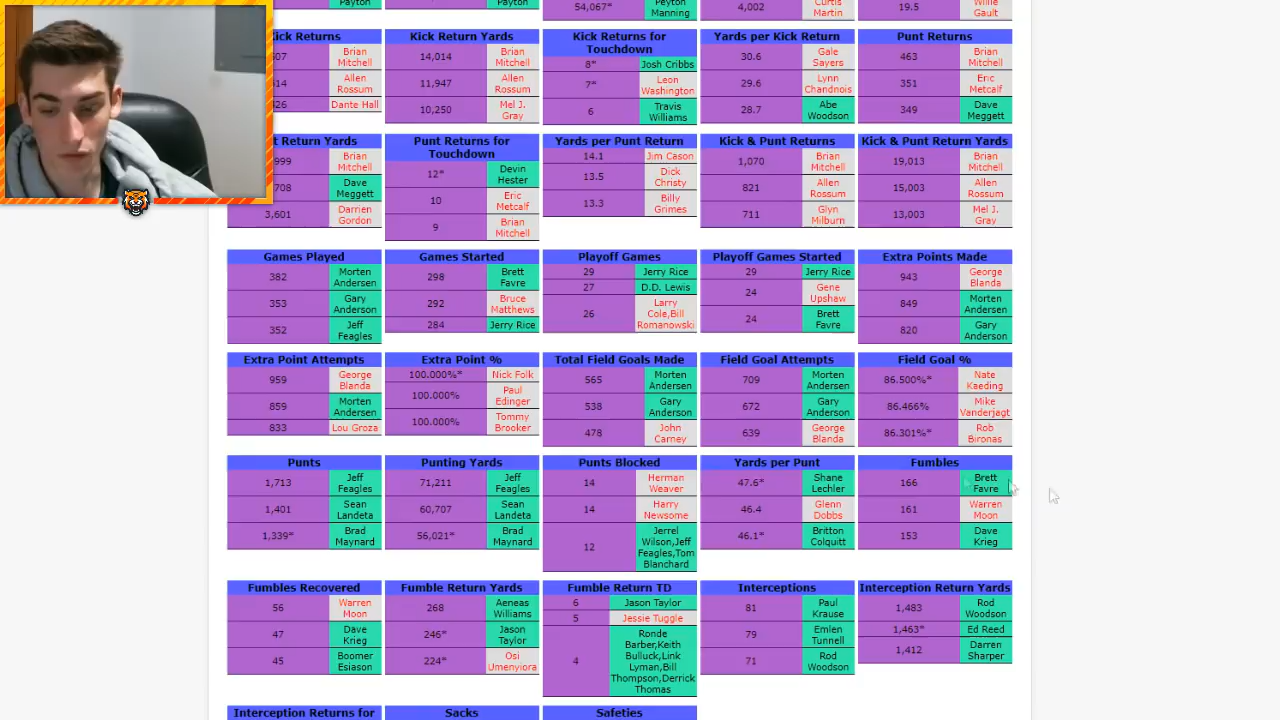 Payton
Payton
54,067*
Peyton
Manning
4,002
Curtis
Martin
19.5
Willie
Gault
Kick Returns
Brian
Mitchell
Allen
Rossum
Dante Hall
Kick Return Yards
14,014
Brian
Mitchell
11,947
Allen
Rossum
10,250
Mel J.
Gray
Kick Returns for
Touchdown
8*
Josh Cribbs
7*
Leon
Washington
6
Travis
Williams
Yards per Kick Return
30.6
Gale
Sayers
29.6
Lynn
Chandnois
28.7
Abe
Woodson
Punt Returns
463
Brian
Mitchell
351
Eric
Metcalf
349
Dave
Meggett
Return Yards
Brian
Mitchell
Dave
Meggett
3,601
Darrien
Gordon
Punt Returns for
Touchdown
12*
Devin
Hester
10
Eric
Metcalf
9
Brian
Mitchell
Yards per Punt Return
14.1
Jim Cason
13.5
Dick
Christy
13.3
Billy
Grimes
Kick & Punt Returns
1,070
Brian
Mitchell
821
Allen
Rossum
711
Glyn
Milburn
Kick & Punt Return Yards
19,013
Brian
Mitchell
15,003
Allen
Rossum
13,003
Mel J.
Gray
Games Played
382
Morten
Andersen
353
Gary
Anderson
352
Jeff
Feagles
Games Started
298
Brett
Favre
292
Bruce
Matthews
284
Jerry Rice
Playoff Games
29
Jerry Rice
27
D.D. Lewis
26
Larry
Cole,Bill
Romanowski
Playoff Games Started
29
Jerry Rice
24
Gene
Upshaw
24
Brett
Favre
Extra Points Made
943
George
Blanda
849
Morten
Andersen
820
Gary
Anderson
Extra Point Attempts
959
George
Blanda
859
Morten
Andersen
833
Lou Groza
Extra Point %
100.000%*
Nick Folk
100.000%
Paul
Edinger
100.000%
Tommy
Brooker
Total Field Goals Made
565
Morten
Andersen
538
Gary
Anderson
478
John
Carney
Field Goal Attempts
709
Morten
Andersen
672
Gary
Anderson
639
George
Blanda
Field Goal %
86.500%*
Nate
Kaeding
86.466%
Mike
Vanderjagt
86.301%*
Rob
Bironas
Punts
1,713
Jeff
Feagles
1,401
Sean
Landeta
1,339*
Brad
Maynard
Punting Yards
71,211
Jeff
Feagles
60,707
Sean
Landeta
56,021*
Brad
Maynard
Punts Blocked
14
Herman
Weaver
14
Harry
Newsome
12
Jerrel
Wilson,Jeff
Feagles,Tom
Blanchard
Yards per Punt
47.6*
Shane
Lechler
46.4
Glenn
Dobbs
46.1*
Britton
Colquitt
Fumbles
166
Brett
Favre
161
Warren
Moon
153
Dave
Krieg
Fumbles Recovered
56
Warren
Moon
47
Dave
Krieg
45
Boomer
Esiason
Fumble Return Yards
268
Aeneas
Williams
246*
Jason
Taylor
224*
Osi
Umenyiora
Fumble Return TD
6
Jason Taylor
5
Jessie Tuggle
4
Ronde
Barber,Keith
Bulluck,Link
Lyman,Bill
Thompson,Derrick
Thomas
Interceptions
81
Paul
Krause
79
Emlen
Tunnell
71
Rod
Woodson
Interception Return Yards
1,483
Rod
Woodson
1,463*
Ed Reed
1,412
Darren
Sharper
Interception Returns for
Sacks
Safeties